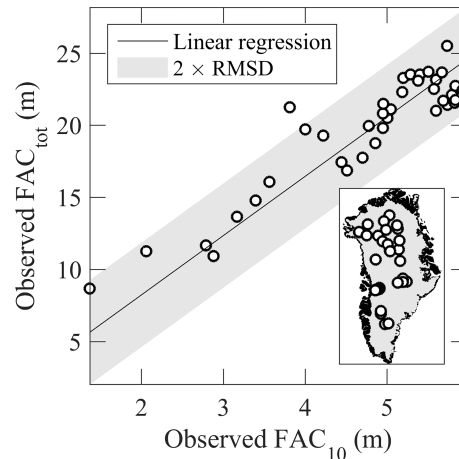 Linear regression
2 × RMSD
25
20
15
10
5
Observed FAC_tot (m)
2
3
4
5
Observed FAC_10 (m)